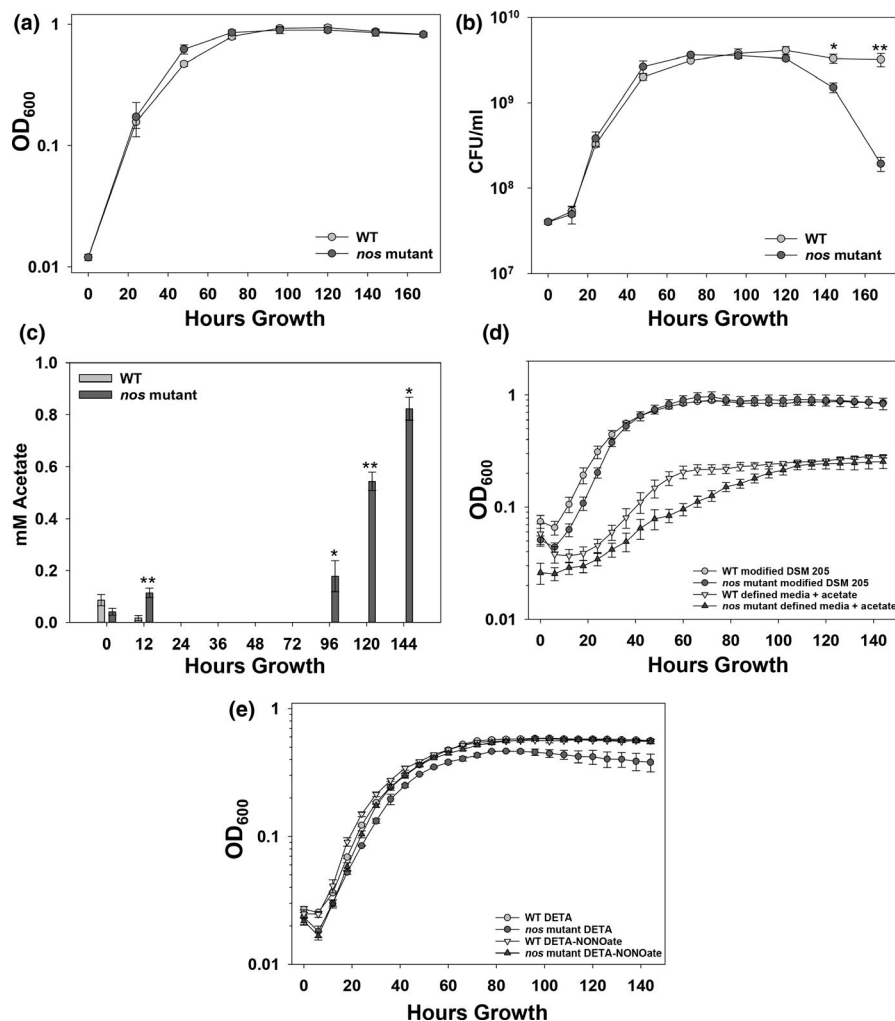 (a)
1
0.1
0.01
OD600
0 20 40 60 80 100 120 140 160
Hours Growth
WT
nos mutant
(b)
10^10
10^9
10^8
10^7
CFU/ml
* **
0 20 40 60 80 100 120 140 160
Hours Growth
WT
nos mutant
(c)
1.0
0.8
0.6
0.4
0.2
0.0
mM Acetate
WT
nos mutant
** * ** *
0 12 24 36 48 72 96 120 144
Hours Growth
(d)
1
0.1
0.01
OD600
0 20 40 60 80 100 120 140
Hours Growth
WT modified DSM 205
nos mutant modified DSM 205
WT defined media + acetate
nos mutant defined media + acetate
(e)
1
0.1
0.01
OD600
0 20 40 60 80 100 120 140
Hours Growth
WT DETA
nos mutant DETA
WT DETA-NONOate
nos mutant DETA-NONOate